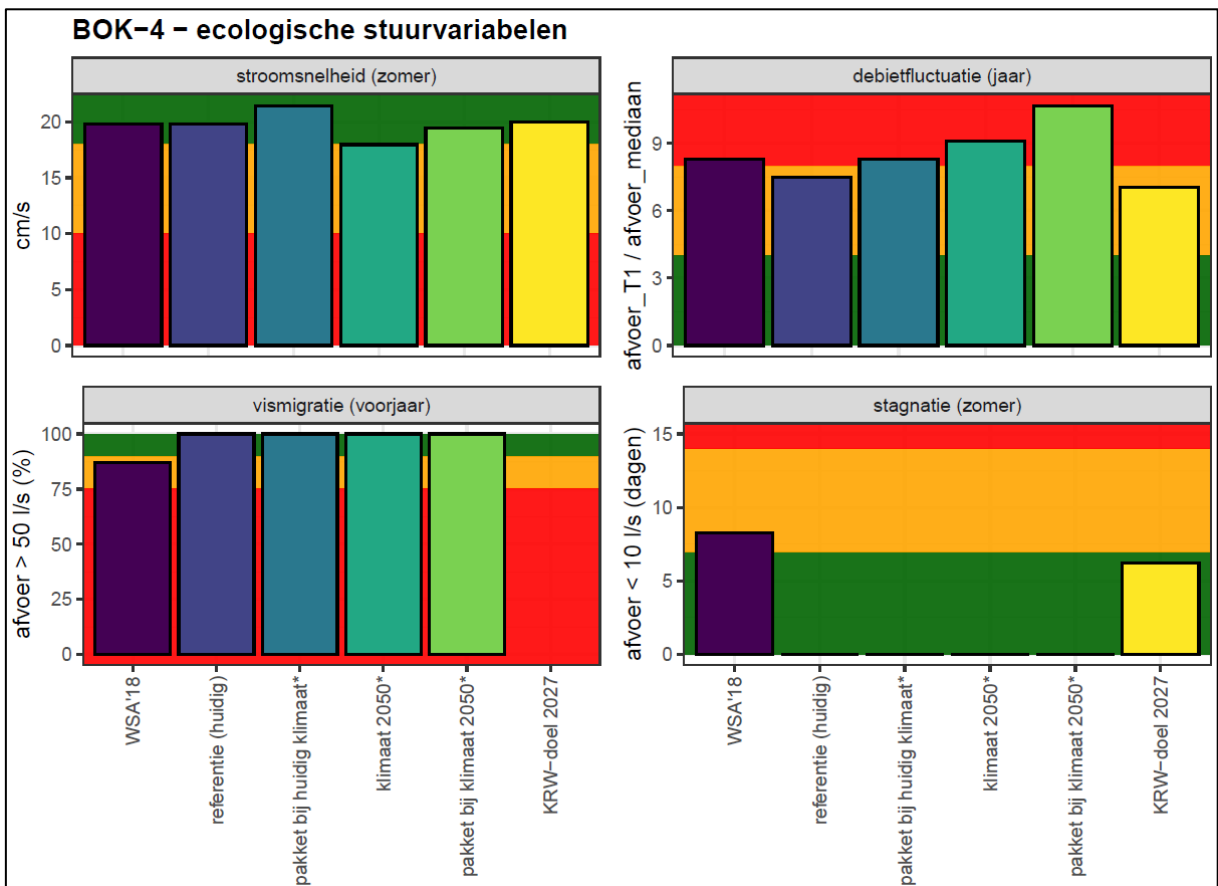 BOK−4 − ecologische stuurvariabelen
stroomsnelheid (zomer)
cm/s
20
15
10
5
0
debietfluctuatie (jaar)
afvoer_T1 / afvoer_mediaan
9
6
3
0
vismigratie (voorjaar)
afvoer > 50 l/s (%)
100
75
50
25
0
WSA'18
referentie (huidig)
pakket bij huidig klimaat*
klimaat 2050*
pakket bij klimaat 2050*
KRW−doel 2027
stagnatie (zomer)
afvoer < 10 l/s (dagen)
15
10
5
0
WSA'18
referentie (huidig)
pakket bij huidig klimaat*
klimaat 2050*
pakket bij klimaat 2050*
KRW−doel 2027